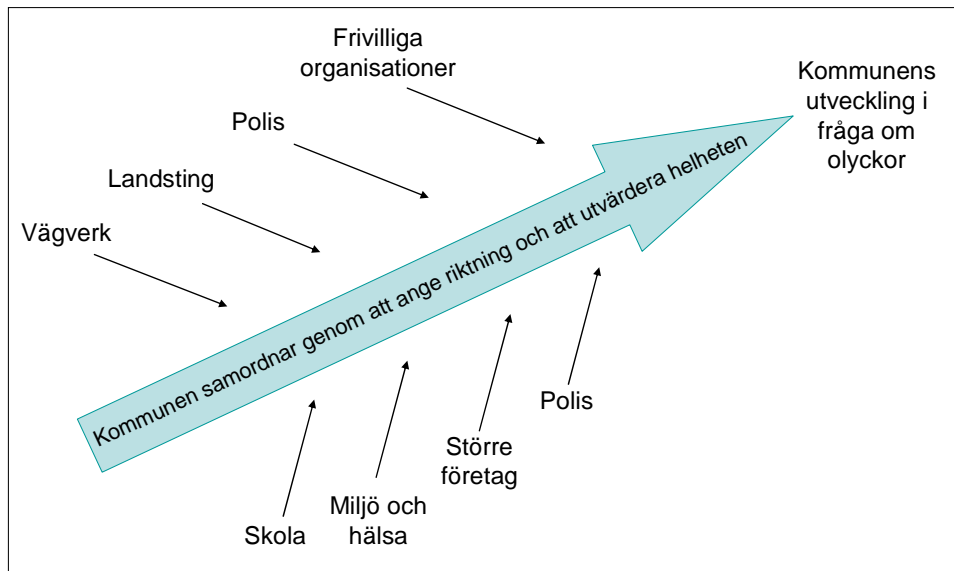 Frivilliga
organisationer
Kommunens
utveckling i
fråga om
olyckor
Polis
Landsting
Vägverk
Kommunen samordnar genom att ange riktning och att utvärdera helheten
Polis
Större
företag
Miljö och
hälsa
Skola